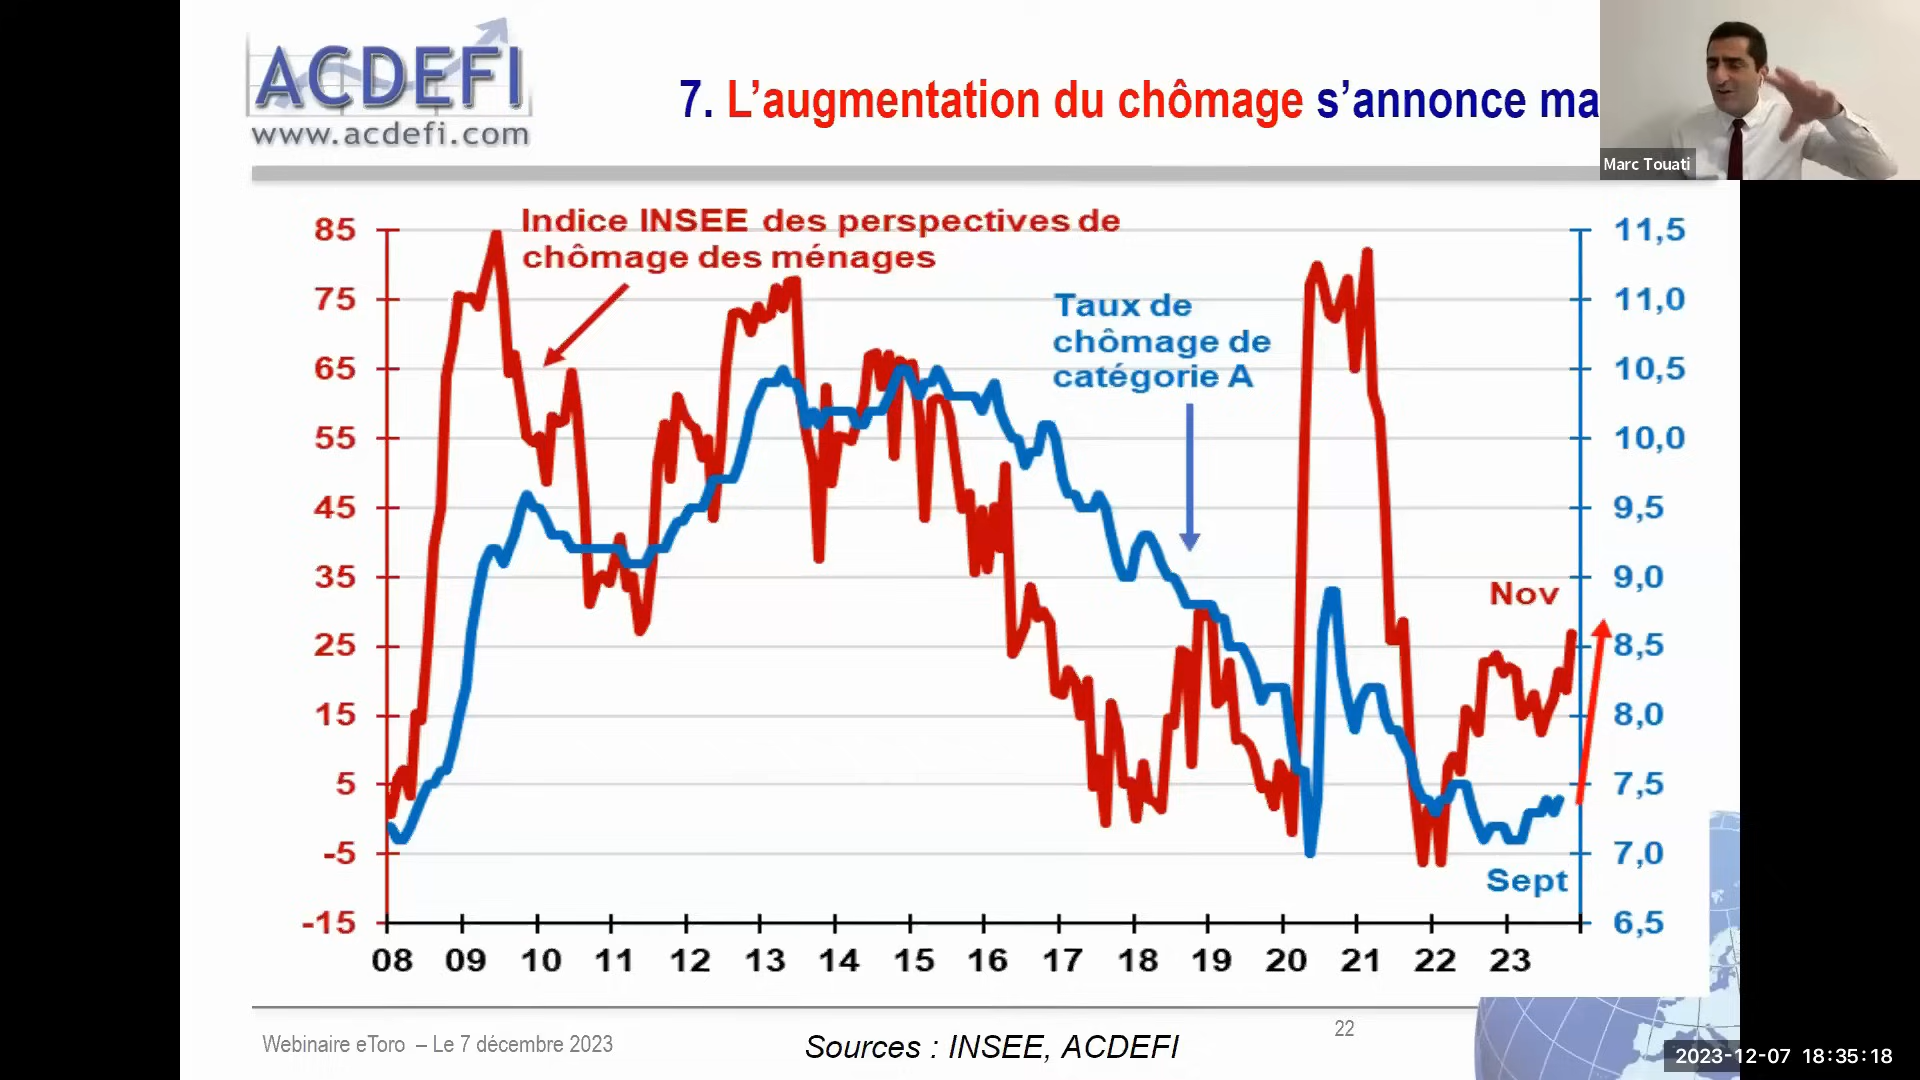 ACDEFI
www.acdefi.com
7. L’augmentation du chômage s’annonce ma
Marc Touati
Indice INSEE des perspectives de
chômage des ménages
Taux de
chômage de
catégorie A
85
75
65
55
45
35
25
15
5
-5
-15
11,5
11,0
10,5
10,0
9,5
9,0
8,5
8,0
7,5
7,0
6,5
Nov
Sept
08 09 10 11 12 13 14 15 16 17 18 19 20 21 22 23
Webinaire eToro – Le 7 décembre 2023
Sources : INSEE, ACDEFI
22
2023-12-07 18:35:18